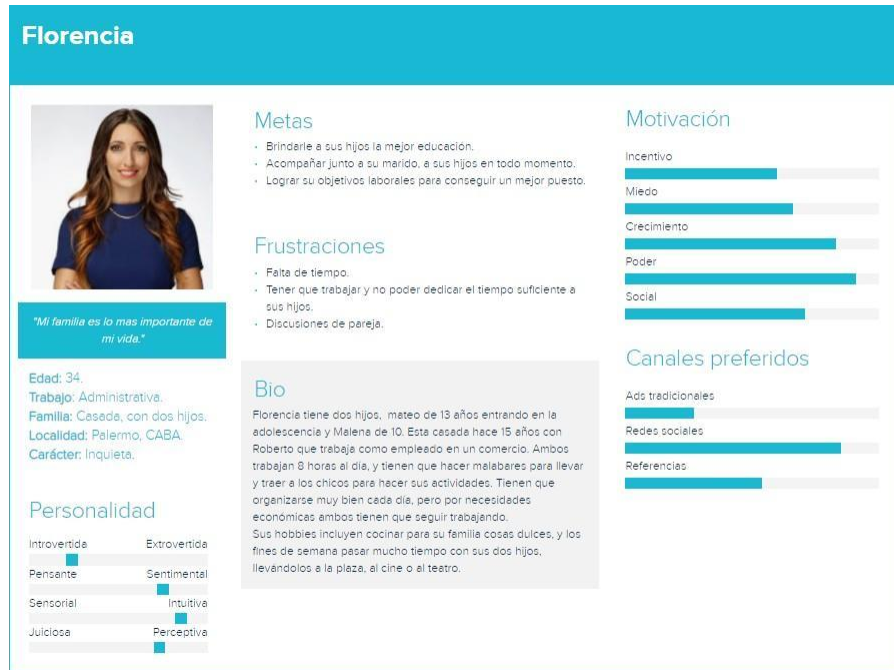 Florencia
"Mi familia es lo mas importante de
mi vida."
Edad: 34.
Trabajo: Administrativa.
Familia: Casada, con dos hijos.
Localidad: Palermo, CABA.
Carácter: Inquieta.
Personalidad
Introvertida Extrovertida
Pensante Sentimental
Sensorial Intuitiva
Juiciosa Perceptiva
Metas
• Brindarle a sus hijos la mejor educación.
• Acompañar junto a su marido, a sus hijos en todo momento.
• Lograr su objetivos laborales para conseguir un mejor puesto.
Frustraciones
• Falta de tiempo.
• Tener que trabajar y no poder dedicar el tiempo suficiente a
sus hijos.
• Discusiones de pareja.
Bio
Florencia tiene dos hijos, mateo de 13 años entrando en la
adolescencia y Malena de 10. Esta casada hace 15 años con
Roberto que trabaja como empleado en un comercio. Ambos
trabajan 8 horas al día, y tienen que hacer malabares para llevar
y traer a los chicos para hacer sus actividades. Tienen que
organizarse muy bien cada día, pero por necesidades
económicas ambos tienen que seguir trabajando.
Sus hobbies incluyen cocinar para su familia cosas dulces, y los
fines de semana pasar mucho tiempo con sus dos hijos,
llevándolos a la plaza, al cine o al teatro.
Motivación
Incentivo
Miedo
Crecimiento
Poder
Social
Canales preferidos
Ads tradicionales
Redes sociales
Referencias